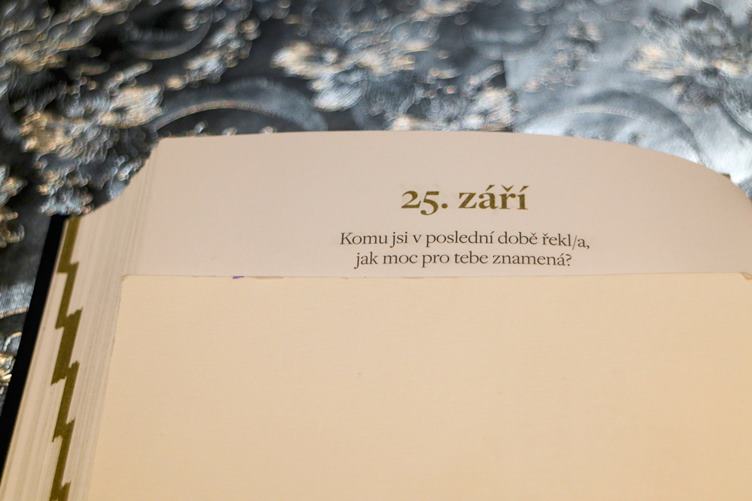 25. září
Komu jsi v poslední době řekl/a,
jak moc pro tebe znamená?